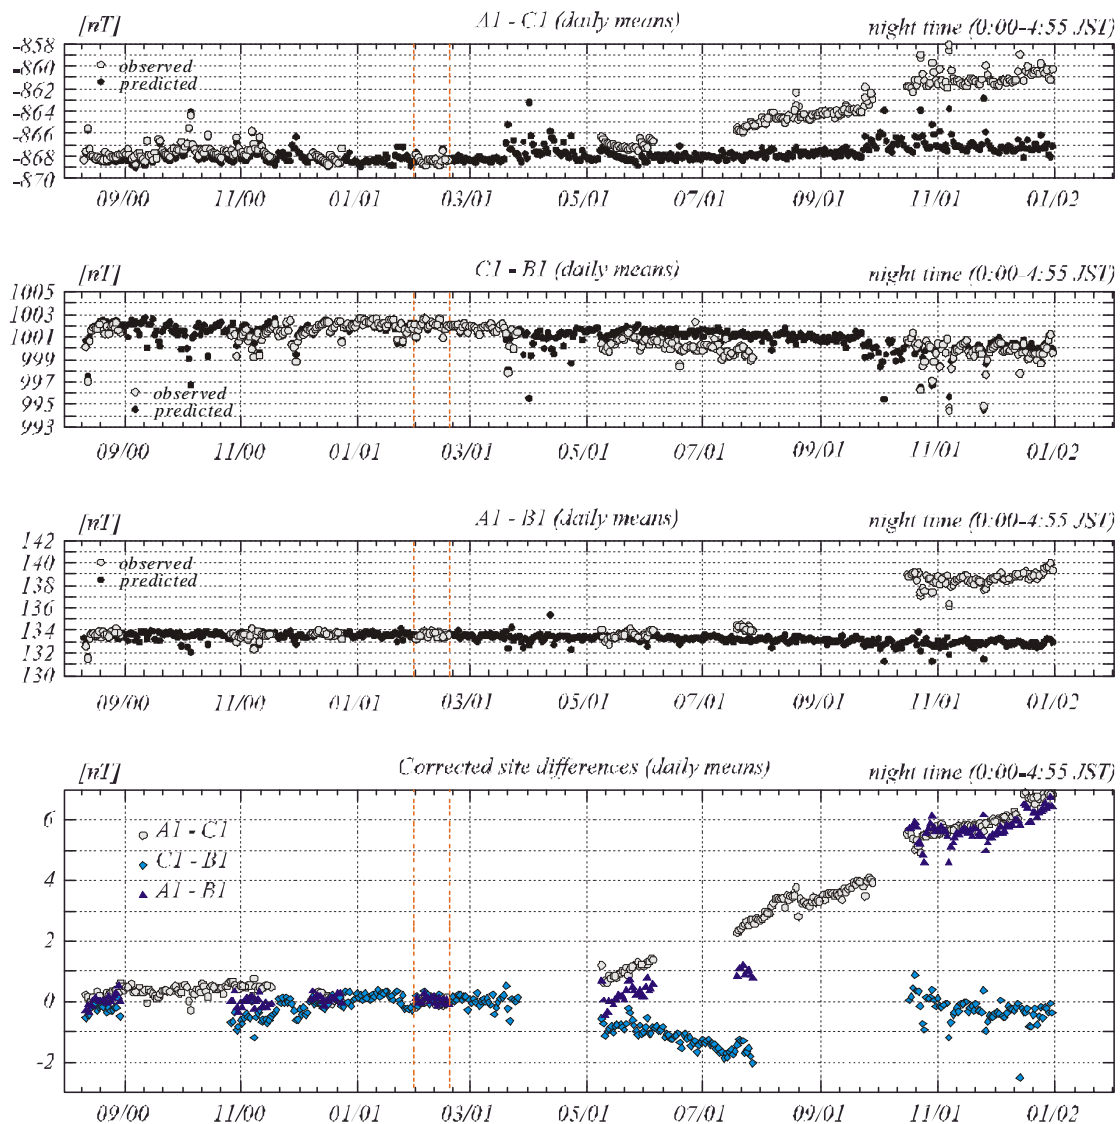 [nT] A1 - C1 (daily means) night time (0:00-4:55 JST)
-858
-860
-862
-864
-866
-868
-870
observed
predicted
09/00 11/00 01/01 03/01 05/01 07/01 09/01 11/01 01/02
[nT] C1 - B1 (daily means) night time (0:00-4:55 JST)
1005
1003
1001
999
997
995
993
observed
predicted
09/00 11/00 01/01 03/01 05/01 07/01 09/01 11/01 01/02
[nT] A1 - B1 (daily means) night time (0:00-4:55 JST)
142
140
138
136
134
132
130
observed
predicted
09/00 11/00 01/01 03/01 05/01 07/01 09/01 11/01 01/02
[nT] Corrected site differences (daily means) night time (0:00-4:55 JST)
6
4
2
0
-2
A1 - C1
C1 - B1
A1 - B1
09/00 11/00 01/01 03/01 05/01 07/01 09/01 11/01 01/02